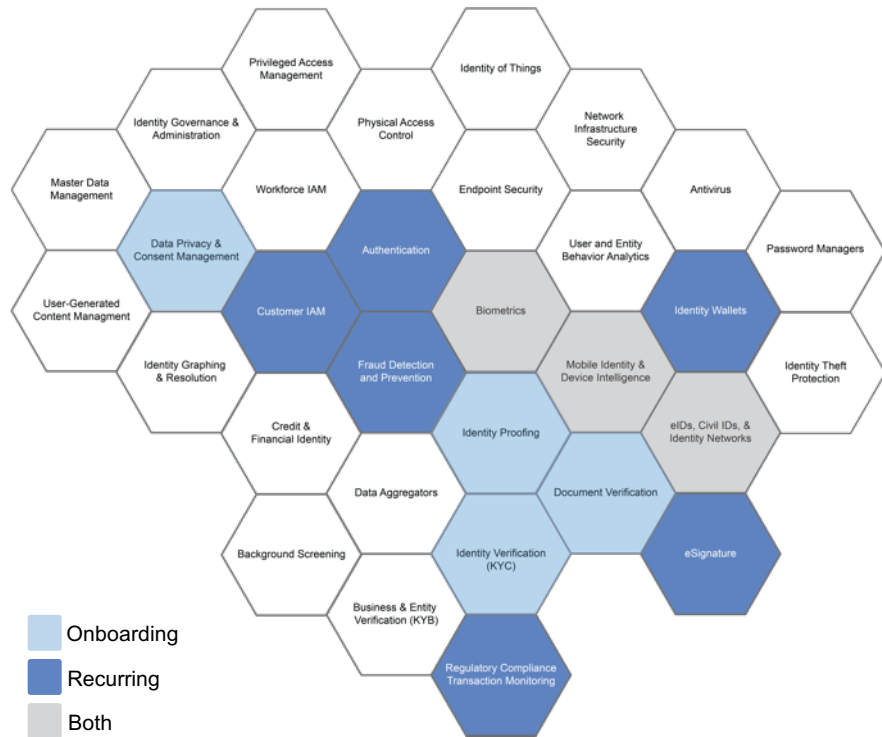 Privileged Access
Management
Identity of Things
Identity Governance &
Administration
Physical Access
Control
Network
Infrastructure
Security
Master Data
Management
Workforce IAM
Endpoint Security
Antivirus
Data Privacy &
Consent Management
Authentication
User and Entity
Behavior Analytics
Password Managers
User-Generated
Content Managment
Customer IAM
Biometrics
Identity Wallets
Identity Graphing
& Resolution
Fraud Detection
and Prevention
Mobile Identity &
Device Intelligence
Identity Theft
Protection
Credit &
Financial Identity
Identity Proofing
eIDs, Civil IDs, &
Identity Networks
Data Aggregators
Document Verification
Background Screening
Identity Verification
(KYC)
eSignature
Business & Entity
Verification (KYB)
Regulatory Compliance
Transaction Monitoring
Onboarding
Recurring
Both